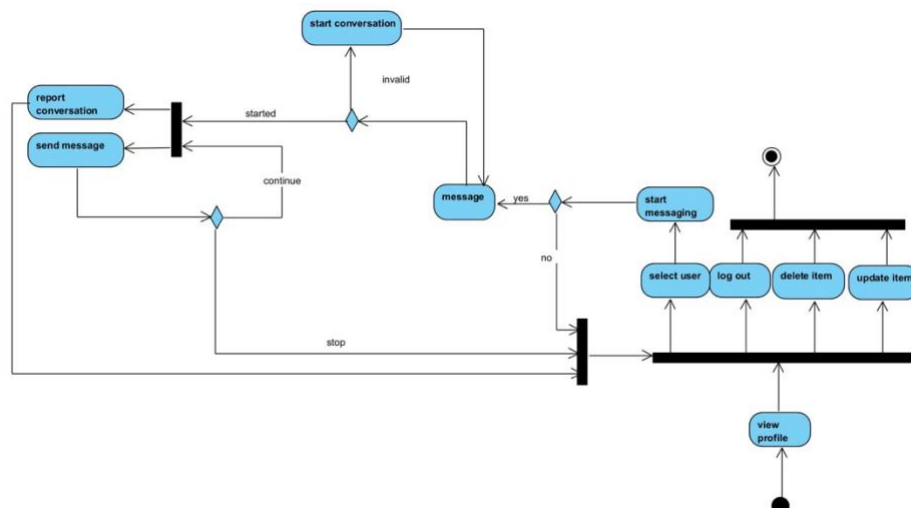 start conversation
invalid
report
conversation
started
send message
continue
message
yes
start
messaging
no
select user
log out
delete item
update item
stop
view
profile